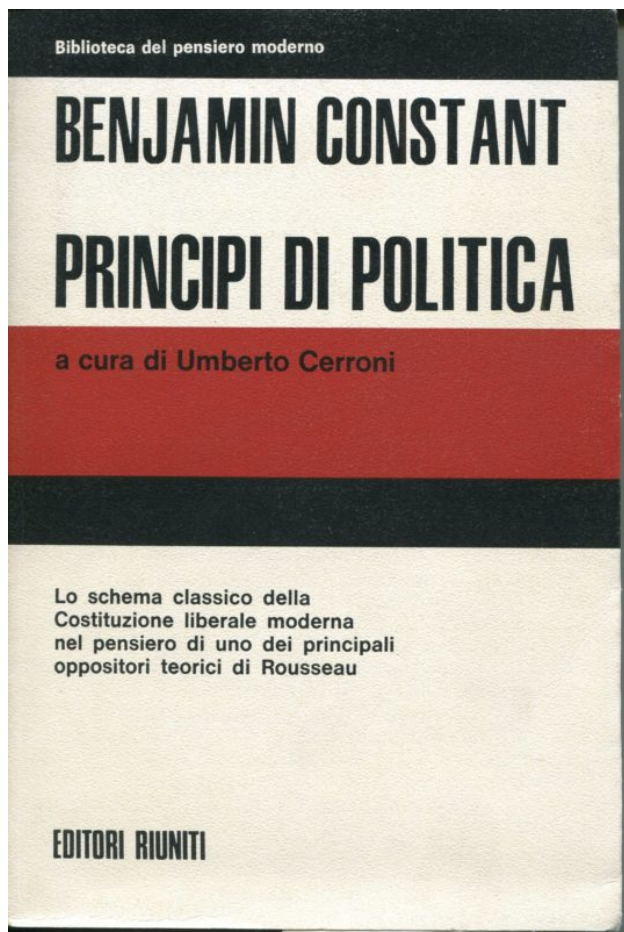 Biblioteca del pensiero moderno
BENJAMIN CONSTANT
PRINCIPI DI POLITICA
a cura di Umberto Cerroni
Lo schema classico della
Costituzione liberale moderna
nel pensiero di uno dei principali
oppositori teorici di Rousseau
EDITORI RIUNITI